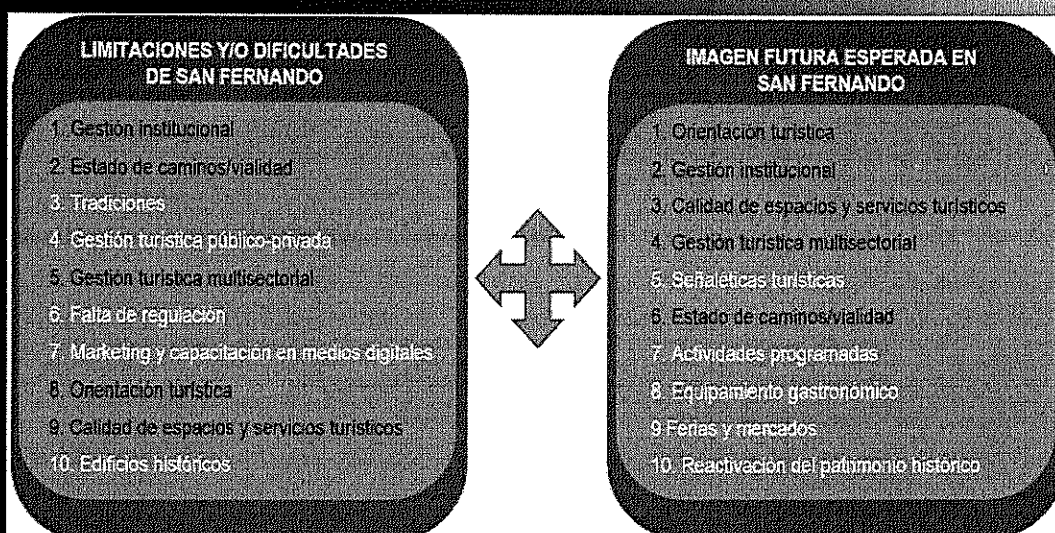 LIMITACIONES Y/O DIFICULTADES
DE SAN FERNANDO
1. Gestión institucional
2. Estado de caminos/vialidad
3. Tradiciones
4. Gestión turística público-privada
5. Gestión turística multisectorial
6. Falta de regulación
7. Marketing y capacitación en medios digitales
8. Orientación turística
9. Calidad de espacios y servicios turísticos
10. Edificios históricos
IMAGEN FUTURA ESPERADA EN
SAN FERNANDO
1. Orientación turística
2. Gestión institucional
3. Calidad de espacios y servicios turísticos
4. Gestión turística multisectorial
5. Señaléticas turísticas
6. Estado de caminos/vialidad
7. Actividades programadas
8. Equipamiento gastronómico
9 Ferias y mercados
10. Reactivación del patrimonio histórico